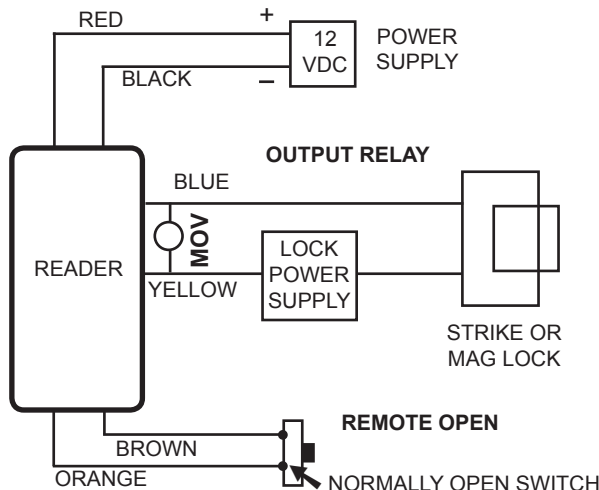 RED
+
12
VDC
POWER
SUPPLY
BLACK
–
OUTPUT RELAY
BLUE
MOV
READER
LOCK
POWER
SUPPLY
YELLOW
STRIKE OR
MAG LOCK
REMOTE OPEN
BROWN
ORANGE
NORMALLY OPEN SWITCH